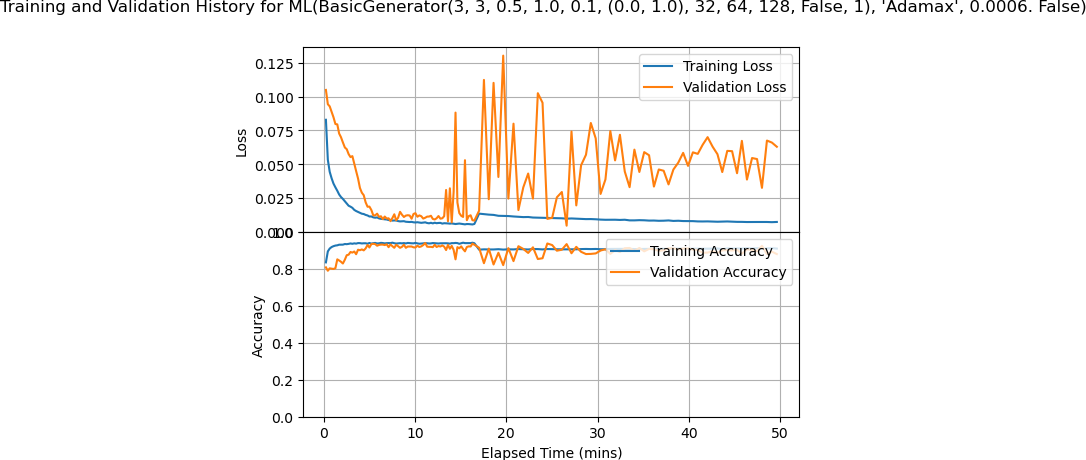 Training and Validation History for ML(BasicGenerator(3, 3, 0.5, 1.0, 0.1, (0.0, 1.0), 32, 64, 128, False, 1), 'Adamax', 0.0006. False)
0.125
0.100
0.075
0.050
0.025
0.000
Loss
Training Loss
Validation Loss
1.0
0.8
0.6
0.4
0.2
0.0
Accuracy
Training Accuracy
Validation Accuracy
0 10 20 30 40 50
Elapsed Time (mins)